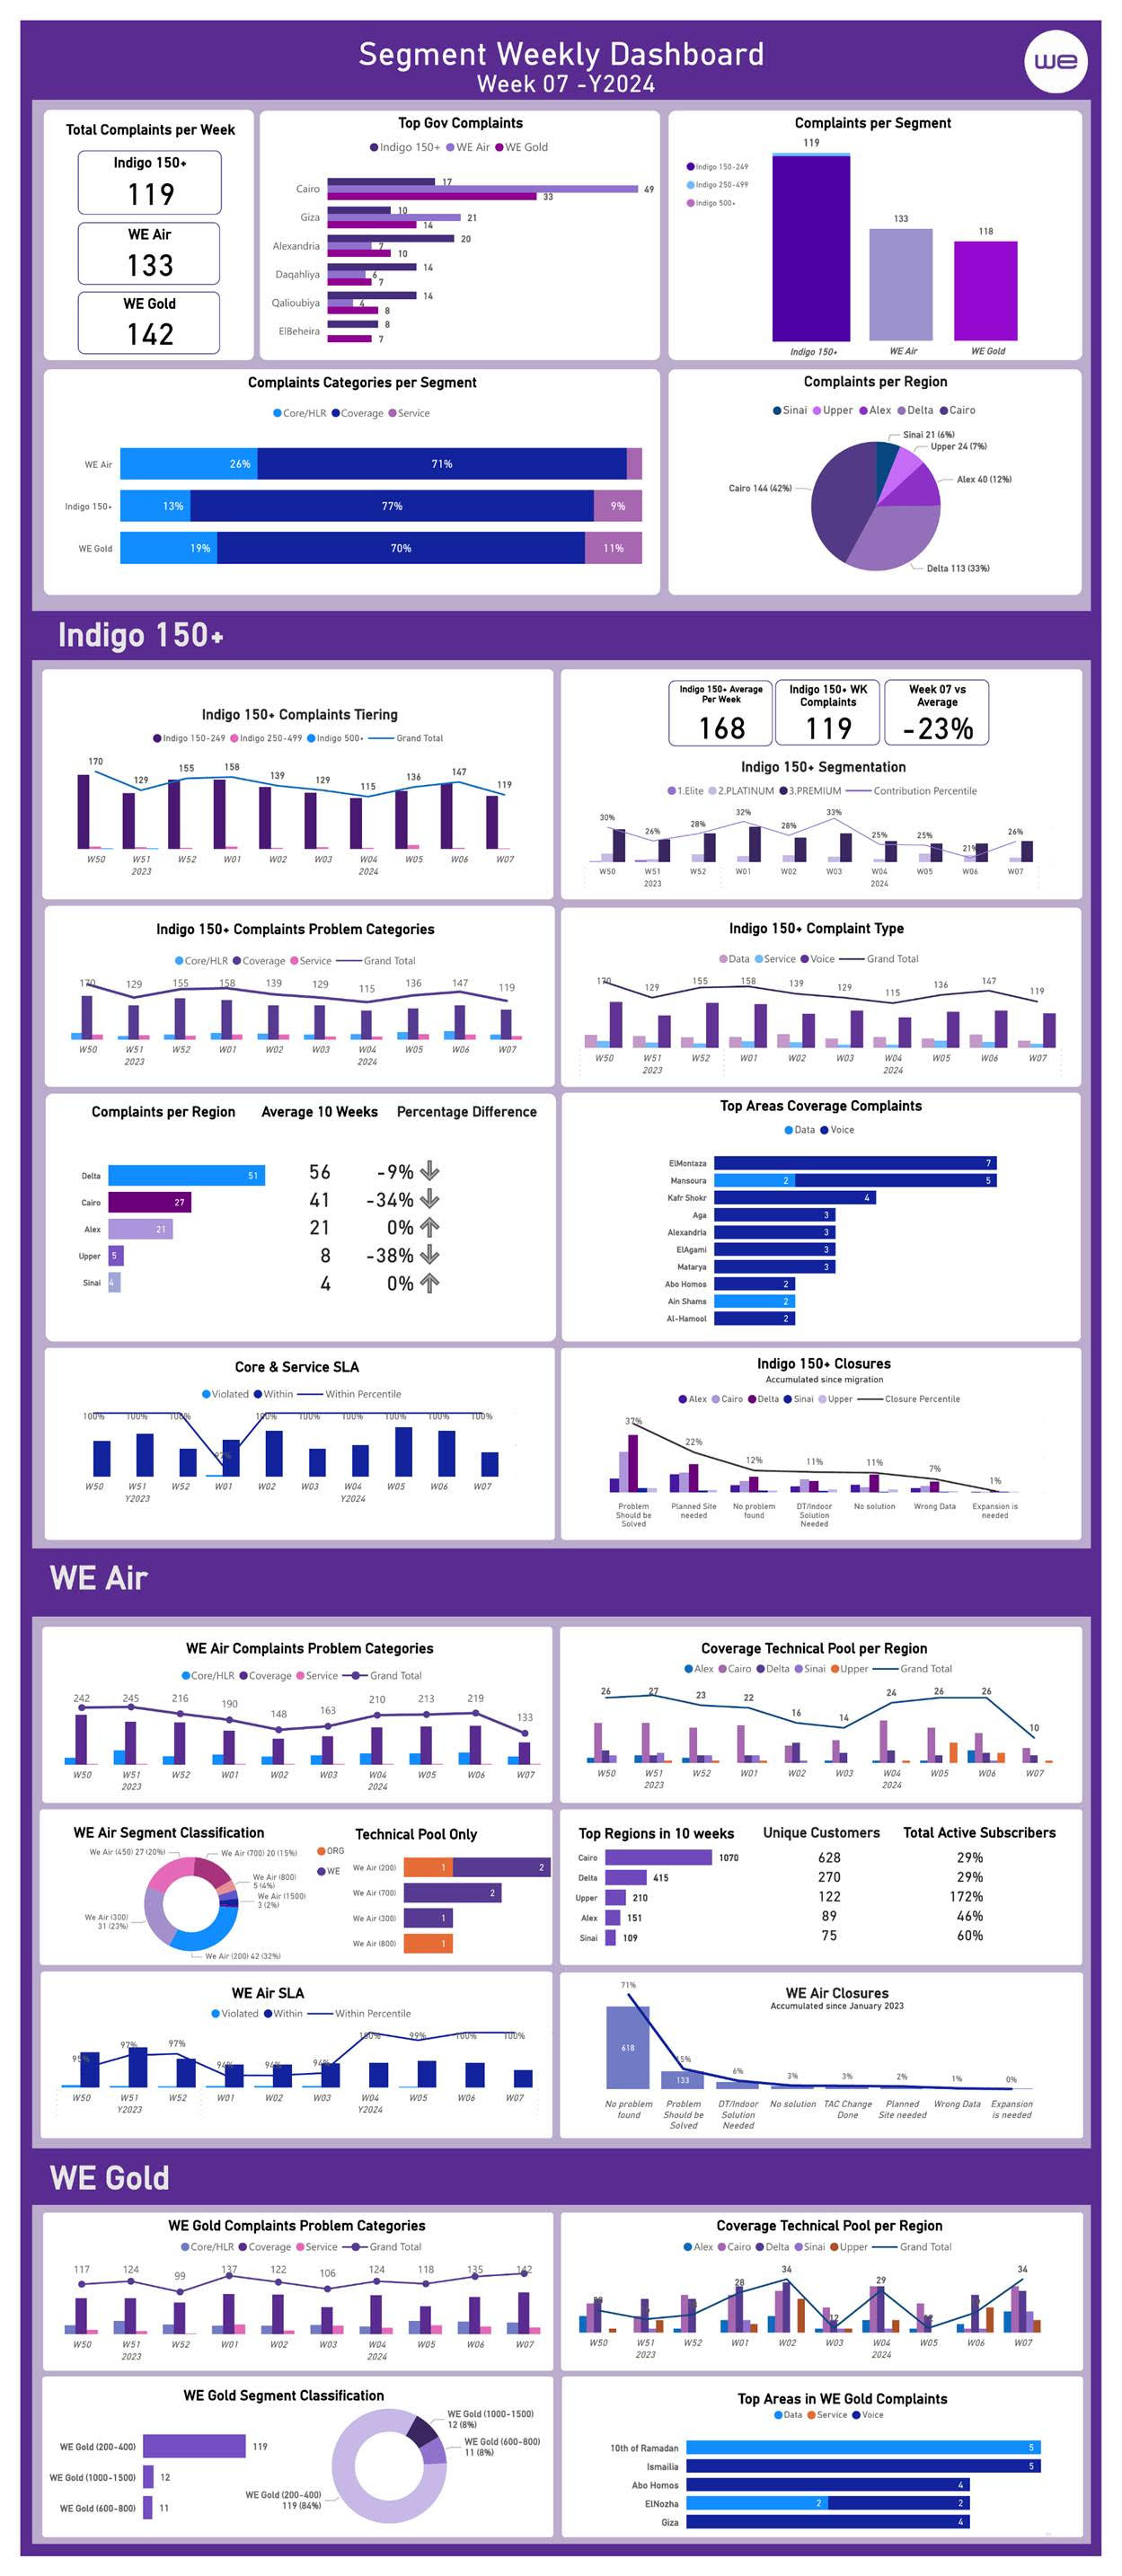 Segment Weekly Dashboard
Week 07 -Y2024
we
Total Complaints per Week
Indigo 150+
119
WE Air
133
WE Gold
142
Top Gov Complaints
Indigo 150+ WE Air WE Gold
Cairo 17 49 33
Giza 10 21 14
Alexandria 20 7 10
Daqahliya 14 6 7
Qalioubiya 14 4 8
ElBeheira 8 7
Complaints per Segment
Indigo 150-249
Indigo 250-499
Indigo 500+
119
133
118
Indigo 150+ WE Air WE Gold
Complaints Categories per Segment
Core/HLR Coverage Service
WE Air 26% 71%
Indigo 150+ 13% 77% 9%
WE Gold 19% 70% 11%
Complaints per Region
Sinai Upper Alex Delta Cairo
Sinai 21 (6%)
Upper 24 (7%)
Alex 40 (12%)
Cairo 144 (42%)
Delta 113 (33%)
Indigo 150+
Indigo 150+ Complaints Tiering
Indigo 150-249 Indigo 250-499 Indigo 500+ Grand Total
170 129 155 158 139 129 115 136 147 119
W50 W51 W52 W01 W02 W03 W04 W05 W06 W07
2023 2024
Indigo 150+ Average Per Week
168
Indigo 150+ WK Complaints
119
Week 07 vs Average
-23%
Indigo 150+ Segmentation
1.Elite 2.PLATINUM 3.PREMIUM Contribution Percentile
30% 26% 28% 32% 28% 33% 25% 25% 21% 26%
W50 W51 W52 W01 W02 W03 W04 W05 W06 W07
2023 2024
Indigo 150+ Complaints Problem Categories
Core/HLR Coverage Service Grand Total
170 129 155 158 139 129 115 136 147 119
W50 W51 W52 W01 W02 W03 W04 W05 W06 W07
2023 2024
Indigo 150+ Complaint Type
Data Service Voice Grand Total
170 129 155 158 139 129 115 136 147 119
W50 W51 W52 W01 W02 W03 W04 W05 W06 W07
2023 2024
Complaints per Region Average 10 Weeks Percentage Difference
Delta 51 56 -9%
Cairo 27 41 -34%
Alex 21 21 0%
Upper 5 8 -38%
Sinai 4 4 0%
Top Areas Coverage Complaints
Data Voice
ElMontaza 7
Mansoura 2 5
Kafr Shokr 4
Aga 3
Alexandria 3
ElAgami 3
Matarya 3
Abo Homos 2
Ain Shams 2
Al-Hamool 2
Core & Service SLA
Violated Within Within Percentile
100% 100% 100% 100% 100% 100% 100% 100% 100%
W50 W51 W52 W01 W02 W03 W04 W05 W06 W07
Y2023 Y2024
Indigo 150+ Closures
Accumulated since migration
Alex Cairo Delta Sinai Upper Closure Percentile
37% 22% 12% 11% 11% 7% 1%
Problem Should be Solved
Planned Site needed
No problem found
DT/Indoor Solution Needed
No solution
Wrong Data
Expansion is needed
WE Air
WE Air Complaints Problem Categories
Core/HLR Coverage Service Grand Total
242 245 216 190 148 163 210 213 219 133
W50 W51 W52 W01 W02 W03 W04 W05 W06 W07
2023 2024
Coverage Technical Pool per Region
Alex Cairo Delta Sinai Upper Grand Total
26 27 23 22 16 14 24 26 26 10
W50 W51 W52 W01 W02 W03 W04 W05 W06 W07
2023 2024
WE Air Segment Classification
We Air (450) 27 (20%)
We Air (700) 20 (15%)
We Air (800) 5 (4%)
We Air (1500) 3 (2%)
We Air (300) 31 (23%)
We Air (200) 42 (32%)
Technical Pool Only
ORG
WE
We Air (200) 1 2
We Air (700) 2
We Air (300) 1
We Air (800) 1
Top Regions in 10 weeks Unique Customers Total Active Subscribers
Cairo 1070 628 29%
Delta 415 270 29%
Upper 210 122 172%
Alex 151 89 46%
Sinai 109 75 60%
WE Air SLA
Violated Within Within Percentile
95% 97% 97% 94% 94% 94% 100% 99% 100% 100%
W50 W51 W52 W01 W02 W03 W04 W05 W06 W07
Y2023 Y2024
WE Air Closures
Accumulated since January 2023
71% 15% 6% 3% 3% 2% 1% 0%
618 133
No problem found
Problem Should be Solved
DT/Indoor Solution Needed
No solution
TAC Change Done
Planned Site needed
Wrong Data
Expansion is needed
WE Gold
WE Gold Complaints Problem Categories
Core/HLR Coverage Service Grand Total
117 124 99 137 122 106 124 118 135 142
W50 W51 W52 W01 W02 W03 W04 W05 W06 W07
2023 2024
Coverage Technical Pool per Region
Alex Cairo Delta Sinai Upper Grand Total
28 34 12 29 34
W50 W51 W52 W01 W02 W03 W04 W05 W06 W07
2023 2024
WE Gold Segment Classification
WE Gold (200-400) 119
WE Gold (1000-1500) 12
WE Gold (600-800) 11
WE Gold (1000-1500)
12 (8%)
WE Gold (600-800)
11 (8%)
WE Gold (200-400)
119 (84%)
Top Areas in WE Gold Complaints
Data Service Voice
10th of Ramadan 5
Ismailia 5
Abo Homos 4
ElNozha 2 2
Giza 4